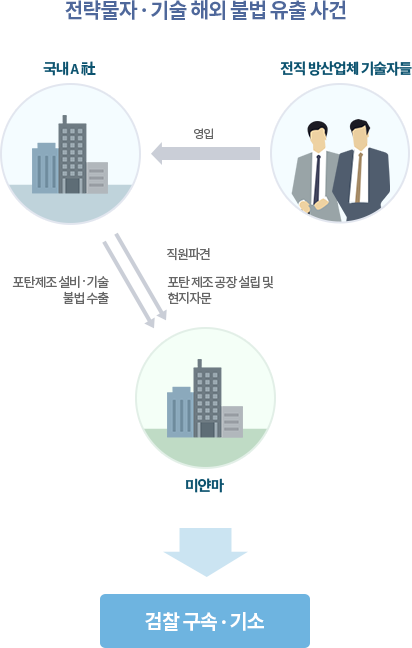 전략물자 · 기술 해외 불법 유출 사건
국내 A 社
전직 방산업체 기술자들
영입
직원파견
포탄제조 설비 · 기술
불법 수출
포탄 제조 공장 설립 및
현지자문
미얀마
검찰 구속 · 기소